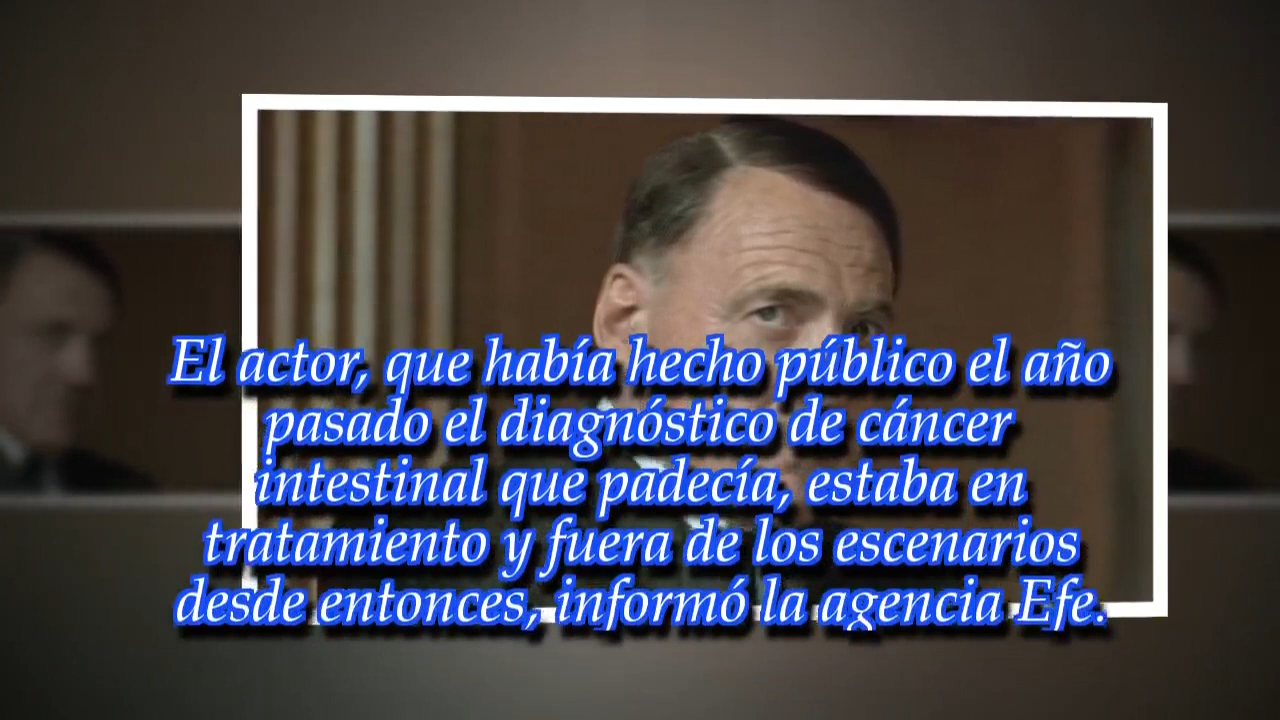 El actor, que había hecho público el año
pasado el diagnóstico de cáncer
intestinal que padecía, estaba en
tratamiento y fuera de los escenarios
desde entonces, informó la agencia Efe.